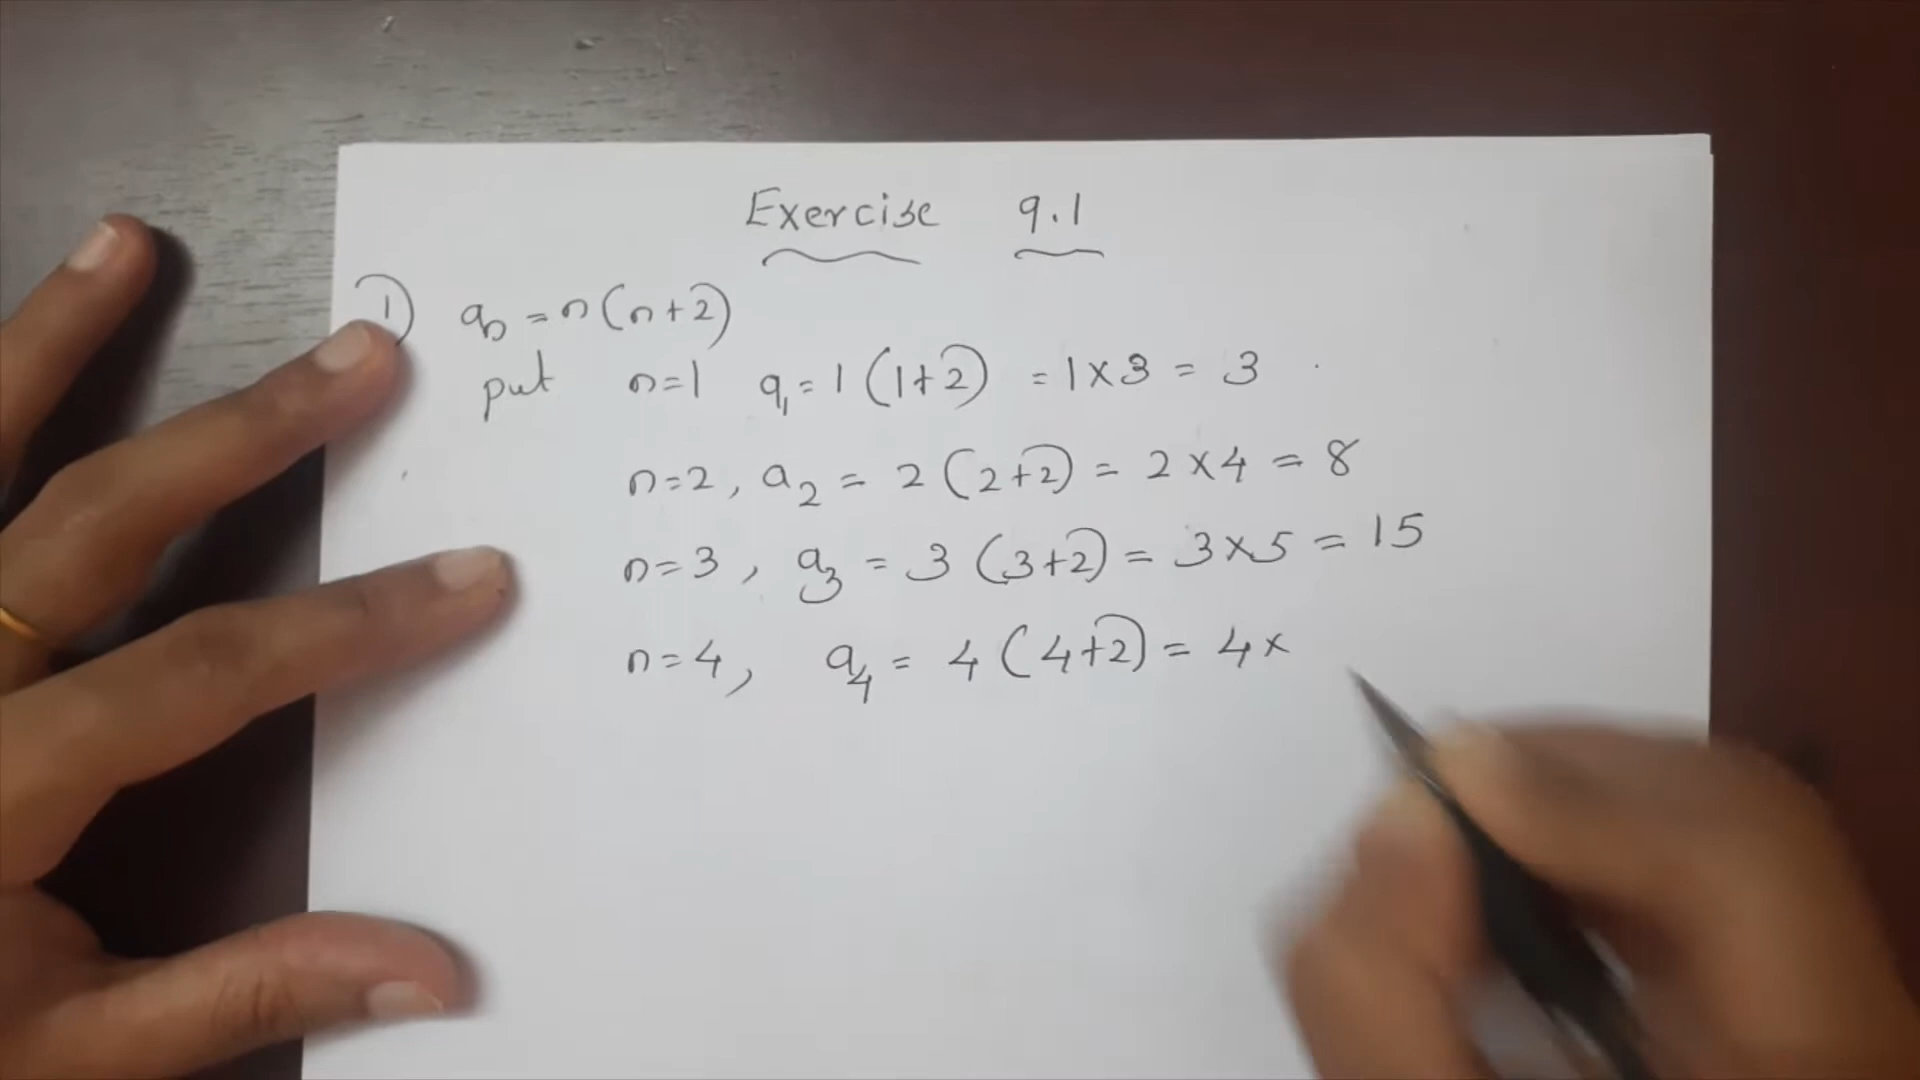 Exercise 9.1
① aₙ = n(n+2)
put n=1 a₁ = 1(1+2) = 1×3 = 3
n=2, a₂ = 2(2+2) = 2×4 = 8
n=3, a₃ = 3(3+2) = 3×5 = 15
n=4, a₄ = 4(4+2) = 4×